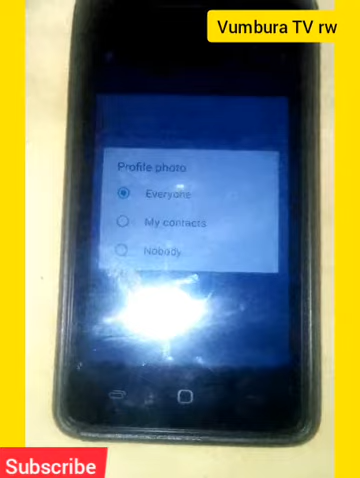 Vumbura TV rw
Profile photo
Everyone
My contacts
Nobody
Subscribe